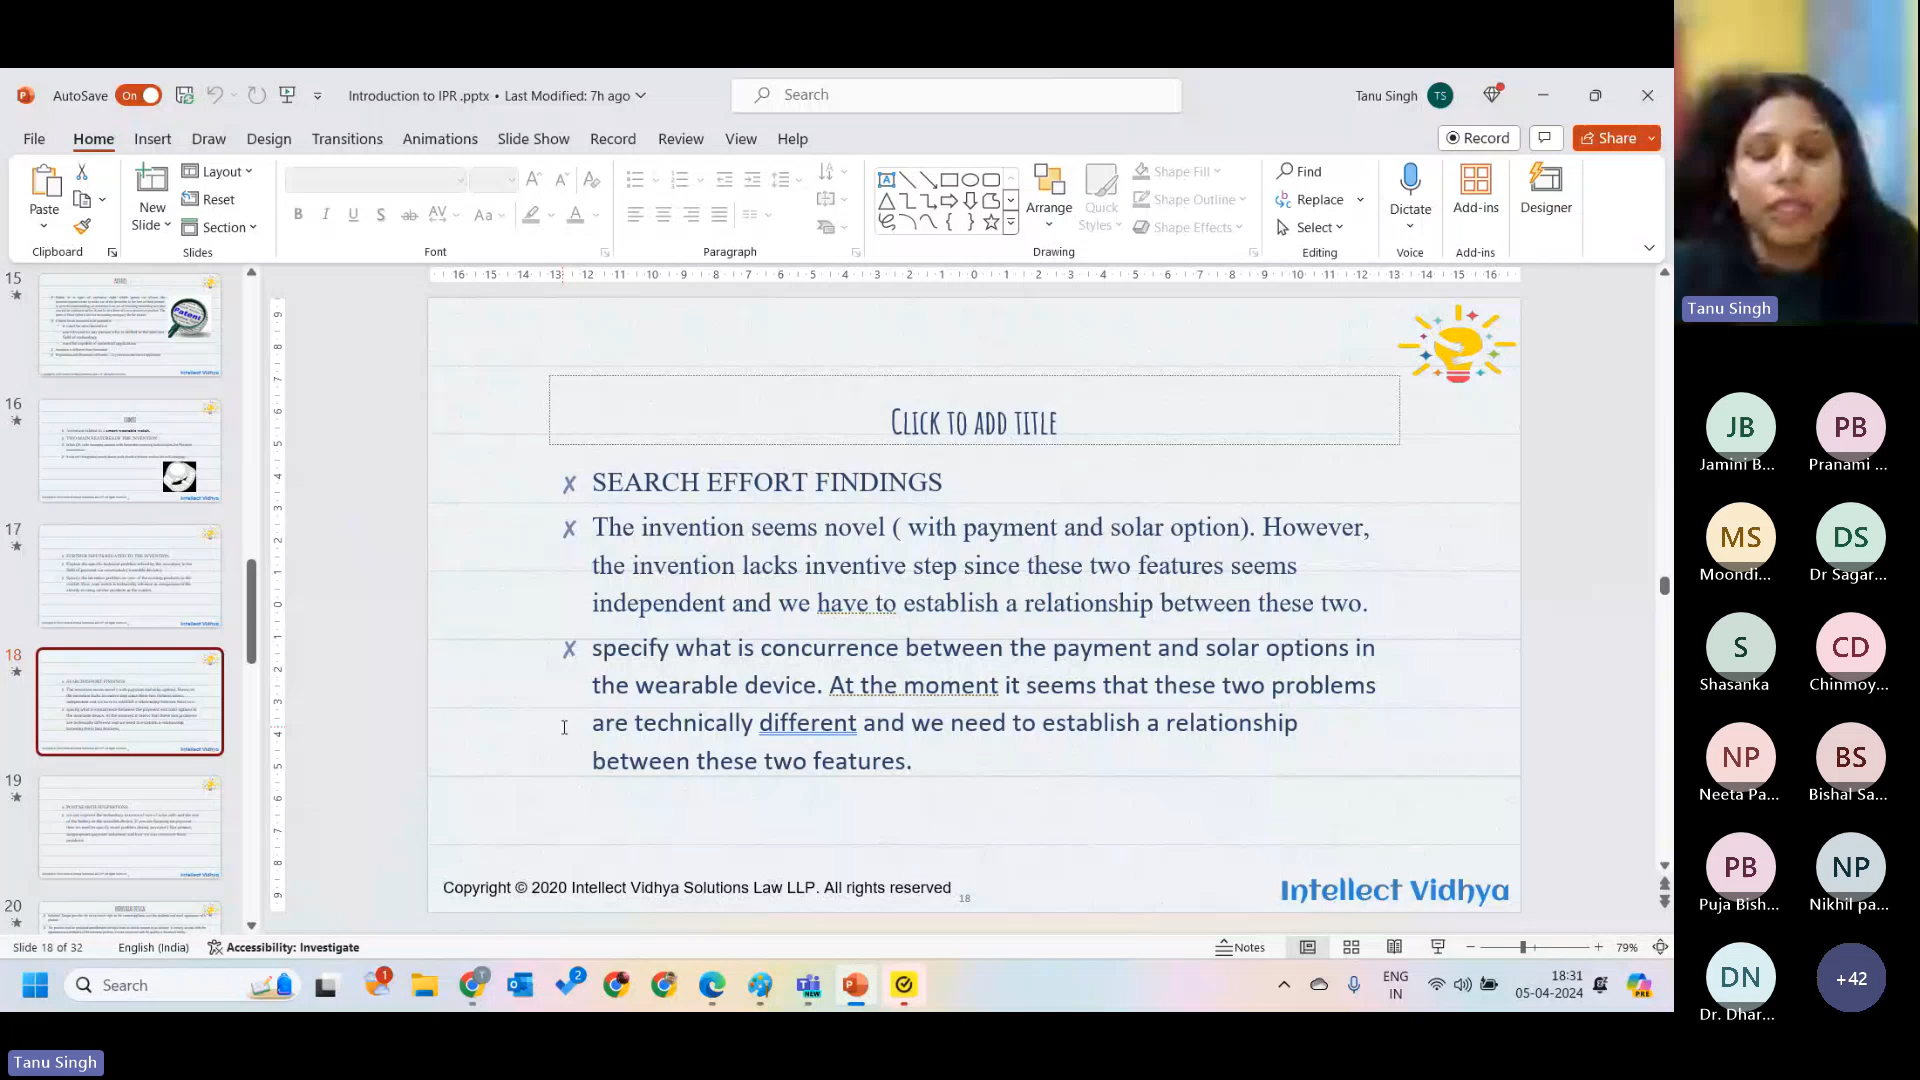 AutoSave On Introduction to IPR .pptx • Last Modified: 7h ago Search Tanu Singh TS
File Home Insert Draw Design Transitions Animations Slide Show Record Review View Help Record Share
Paste New Slide Layout Reset Section Arrange Quick Styles Shape Fill Shape Outline Shape Effects Find Replace Select Dictate Add-ins Designer
Clipboard Slides Font Paragraph Drawing Editing Voice Add-ins
15
16
17
18
19
20
Click to add title
SEARCH EFFORT FINDINGS
The invention seems novel ( with payment and solar option). However,
the invention lacks inventive step since these two features seems
independent and we have to establish a relationship between these two.
specify what is concurrence between the payment and solar options in
the wearable device. At the moment it seems that these two problems
are technically different and we need to establish a relationship
between these two features.
Copyright © 2020 Intellect Vidhya Solutions Law LLP. All rights reserved
18
Intellect Vidhya
Slide 18 of 32 English (India) Accessibility: Investigate Notes 79%
Search
ENG
IN
18:31
05-04-2024
Tanu Singh
JB
Jamini B...
PB
Pranami ...
MS
Moondi...
DS
Dr Sagar...
S
Shasanka
CD
Chinmoy...
NP
Neeta Pa...
BS
Bishal Sa...
PB
Puja Bish...
NP
Nikhil pa...
DN
Dr. Dhar...
+42
Tanu Singh